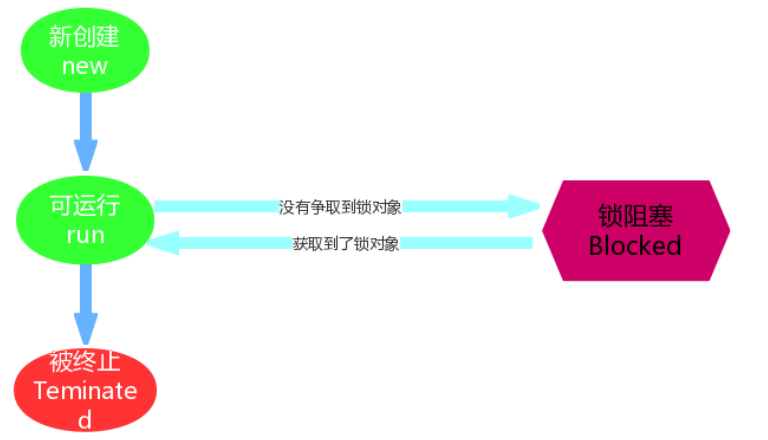 新创建
new
可运行
run
没有争取到锁对象
获取到了锁对象
锁阻塞
Blocked
被终止
Teminate
d